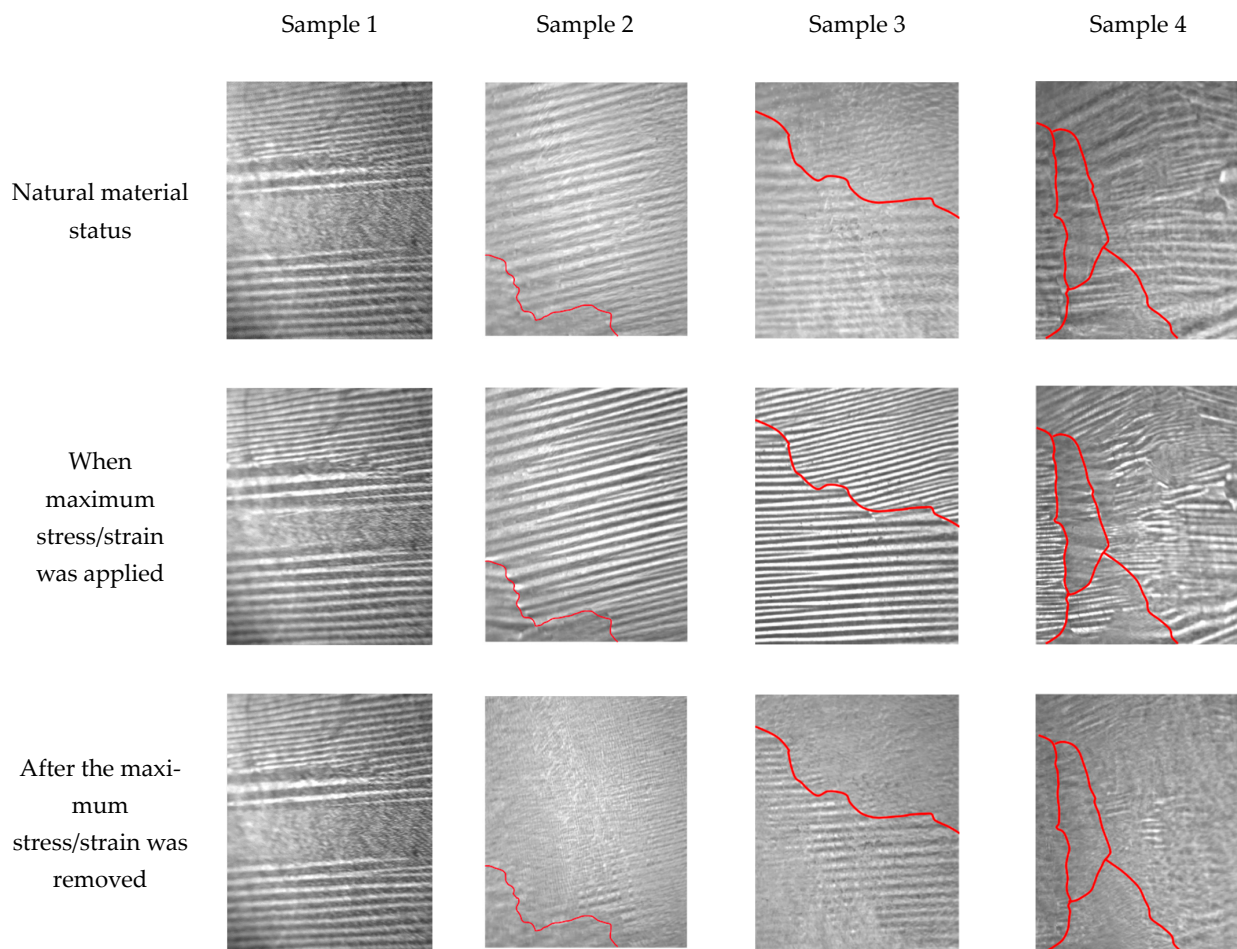 Sample 1
Sample 2
Sample 3
Sample 4
Natural material
status
When
maximum
stress/strain
was applied
After the maxi-
mum
stress/strain was
removed